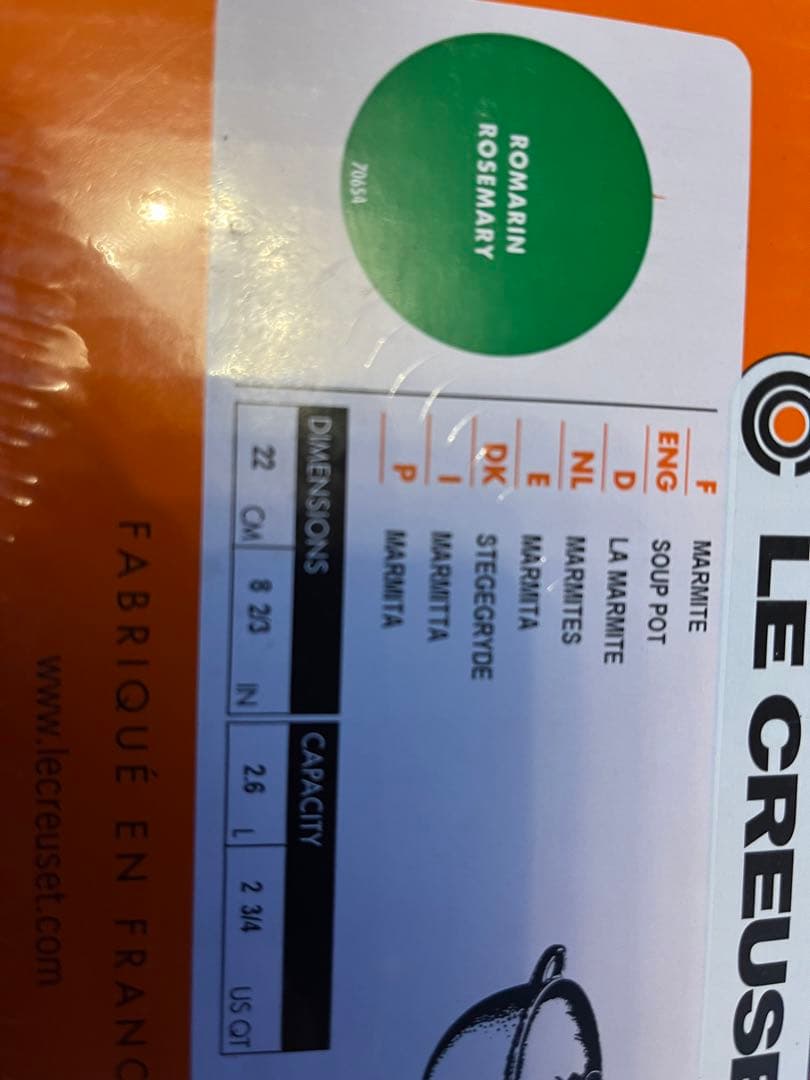 LE CREUSE
ROMARIN
ROSEMARY
70654
F MARMITE
ENG SOUP POT
D LA MARMITE
NL MARMITES
E MARMITA
DK STEGEGRYDE
I MARMITTA
P MARMITA
DIMENSIONS CAPACITY
22 CM 8 2/3 IN 2.6 L 2 3/4 US QT
FABRIQUÉ EN FRANC
www.lecreuset.com